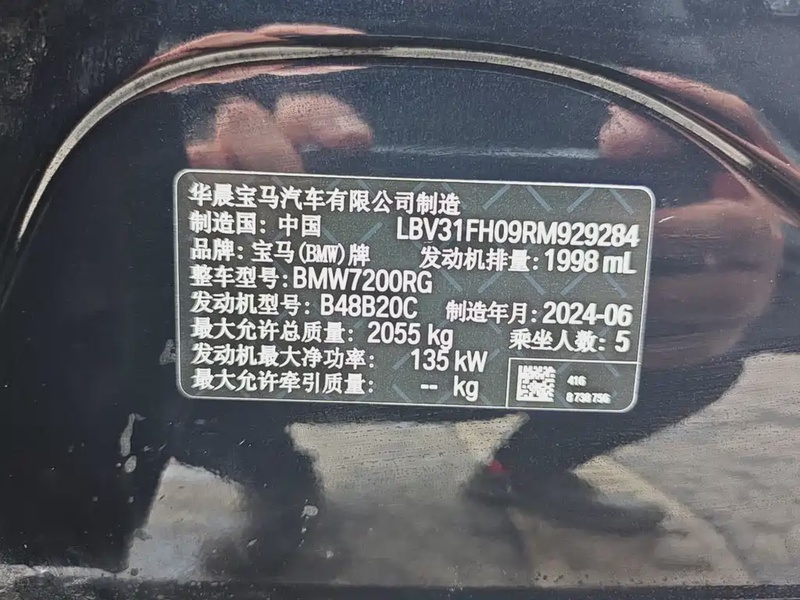 华晨宝马汽车有限公司制造
制造国: 中国 LBV31FH09RM929284
品牌: 宝马(BMW)牌 发动机排量: 1998 mL
整车型号: BMW7200RG
发动机型号: B48B20C 制造年月: 2024-06
最大允许总质量: 2055 kg 乘坐人数: 5
发动机最大净功率: 135 kW
最大允许牵引质量: -- kg
416
8738756